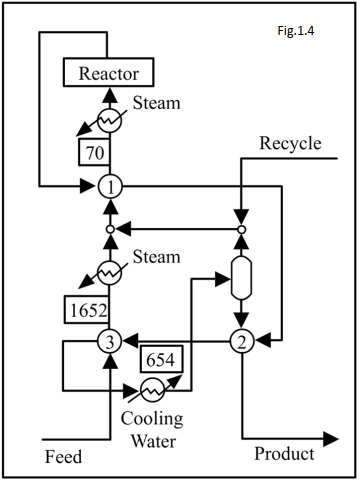 Fig.1.4
Reactor
Steam
70
Recycle
1
Steam
1652
3
2
654
Cooling
Water
Feed
Product